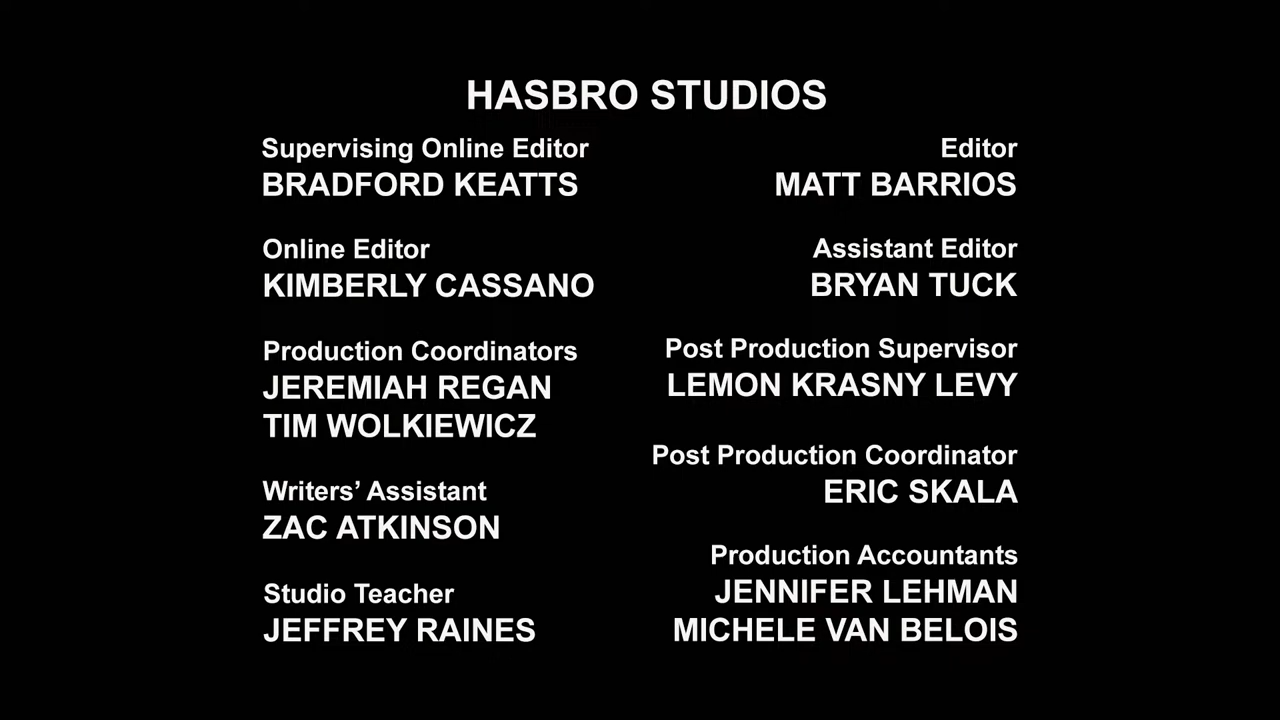 HASBRO STUDIOS
Supervising Online Editor
BRADFORD KEATTS
Online Editor
KIMBERLY CASSANO
Production Coordinators
JEREMIAH REGAN
TIM WOLKIEWICZ
Writers’ Assistant
ZAC ATKINSON
Studio Teacher
JEFFREY RAINES
Editor
MATT BARRIOS
Assistant Editor
BRYAN TUCK
Post Production Supervisor
LEMON KRASNY LEVY
Post Production Coordinator
ERIC SKALA
Production Accountants
JENNIFER LEHMAN
MICHELE VAN BELOIS